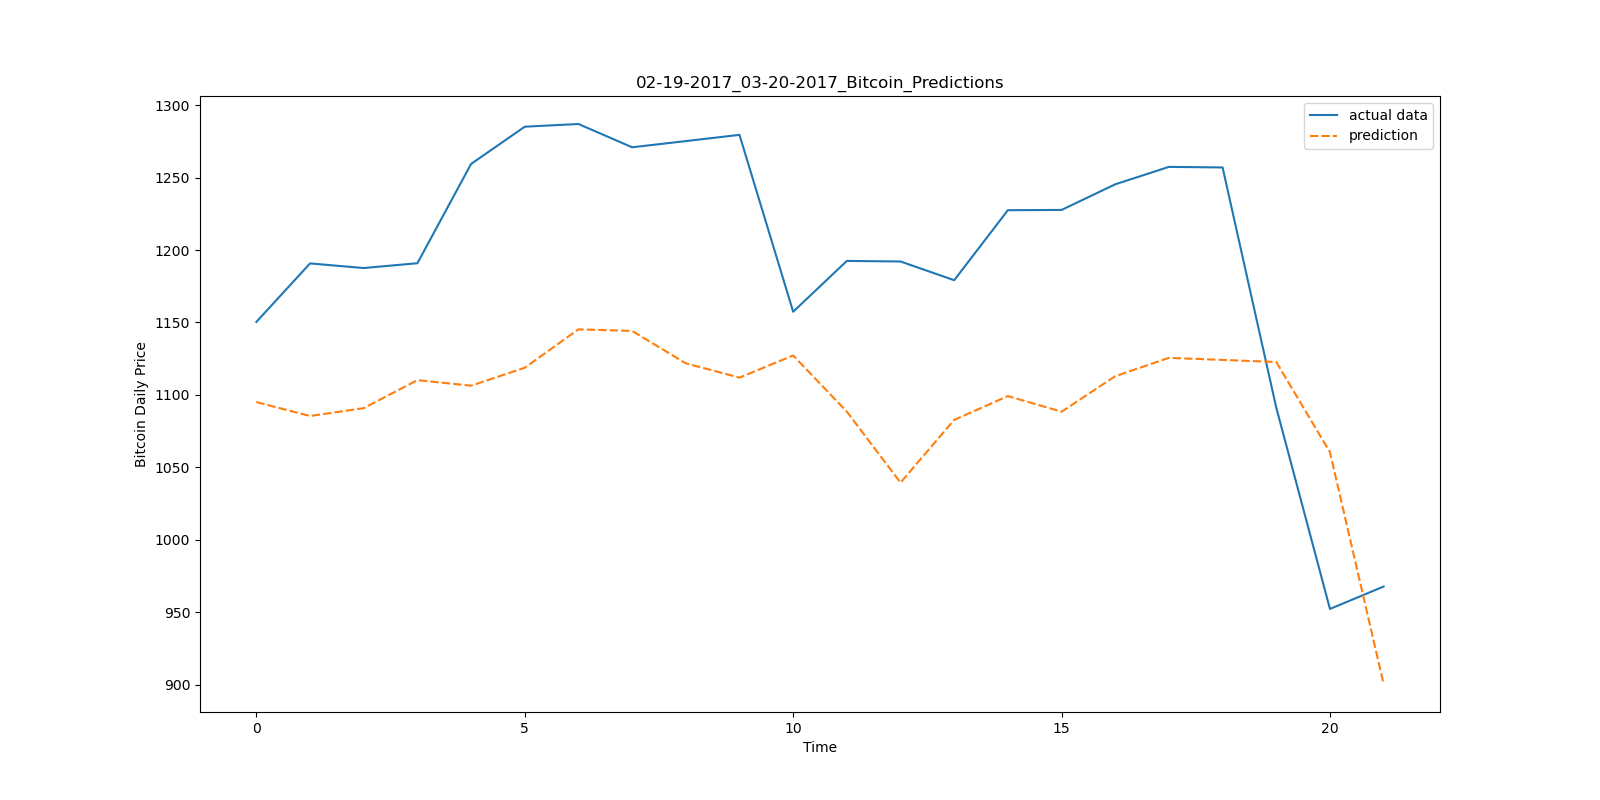 02-19-2017_03-20-2017_Bitcoin_Predictions
actual data
prediction
Bitcoin Daily Price
1300
1250
1200
1150
1100
1050
1000
950
900
0 5 10 15 20
Time